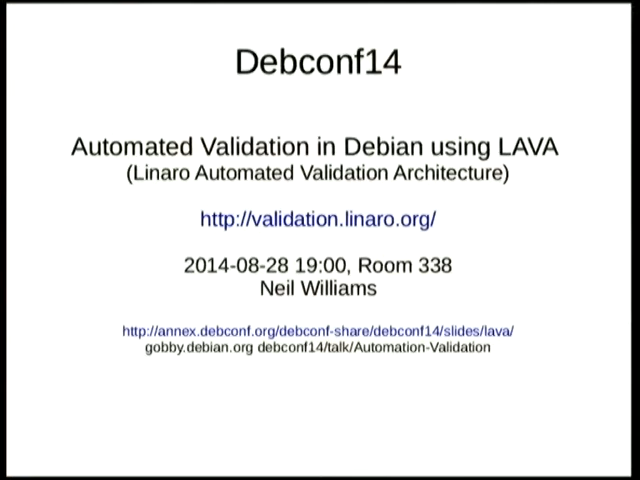 Debconf14
Automated Validation in Debian using LAVA
(Linaro Automated Validation Architecture)
http://validation.linaro.org/
2014-08-28 19:00, Room 338
Neil Williams
http://annex.debconf.org/debconf-share/debconf14/slides/lava/
gobby.debian.org debconf14/talk/Automation-Validation